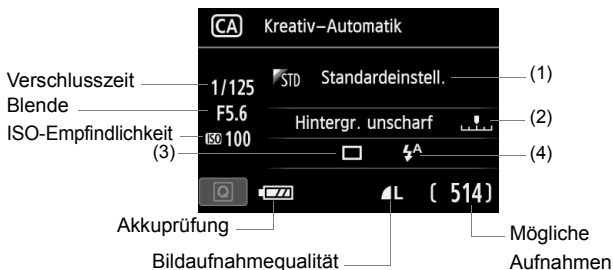 CA Kreativ-Automatik
Verschlusszeit 1/125 STD Standardeinstell. (1)
Blende F5.6 Hintergr. unscharf (2)
ISO-Empfindlichkeit ISO 100
(3) A (4)
Q L ( 514)
Akkuprüfung
Mögliche
Aufnahmen
Bildaufnahmequalität